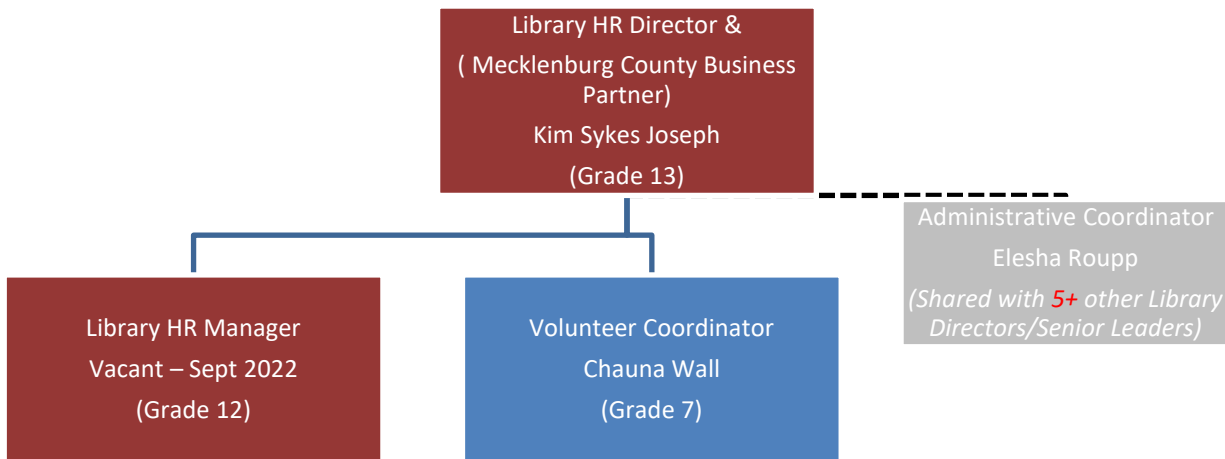 Library HR Director &
( Mecklenburg County Business
Partner)
Kim Sykes Joseph
(Grade 13)
Administrative Coordinator
Elesha Roupp
(Shared with 5+ other Library
Directors/Senior Leaders)
Library HR Manager
Vacant – Sept 2022
(Grade 12)
Volunteer Coordinator
Chauna Wall
(Grade 7)